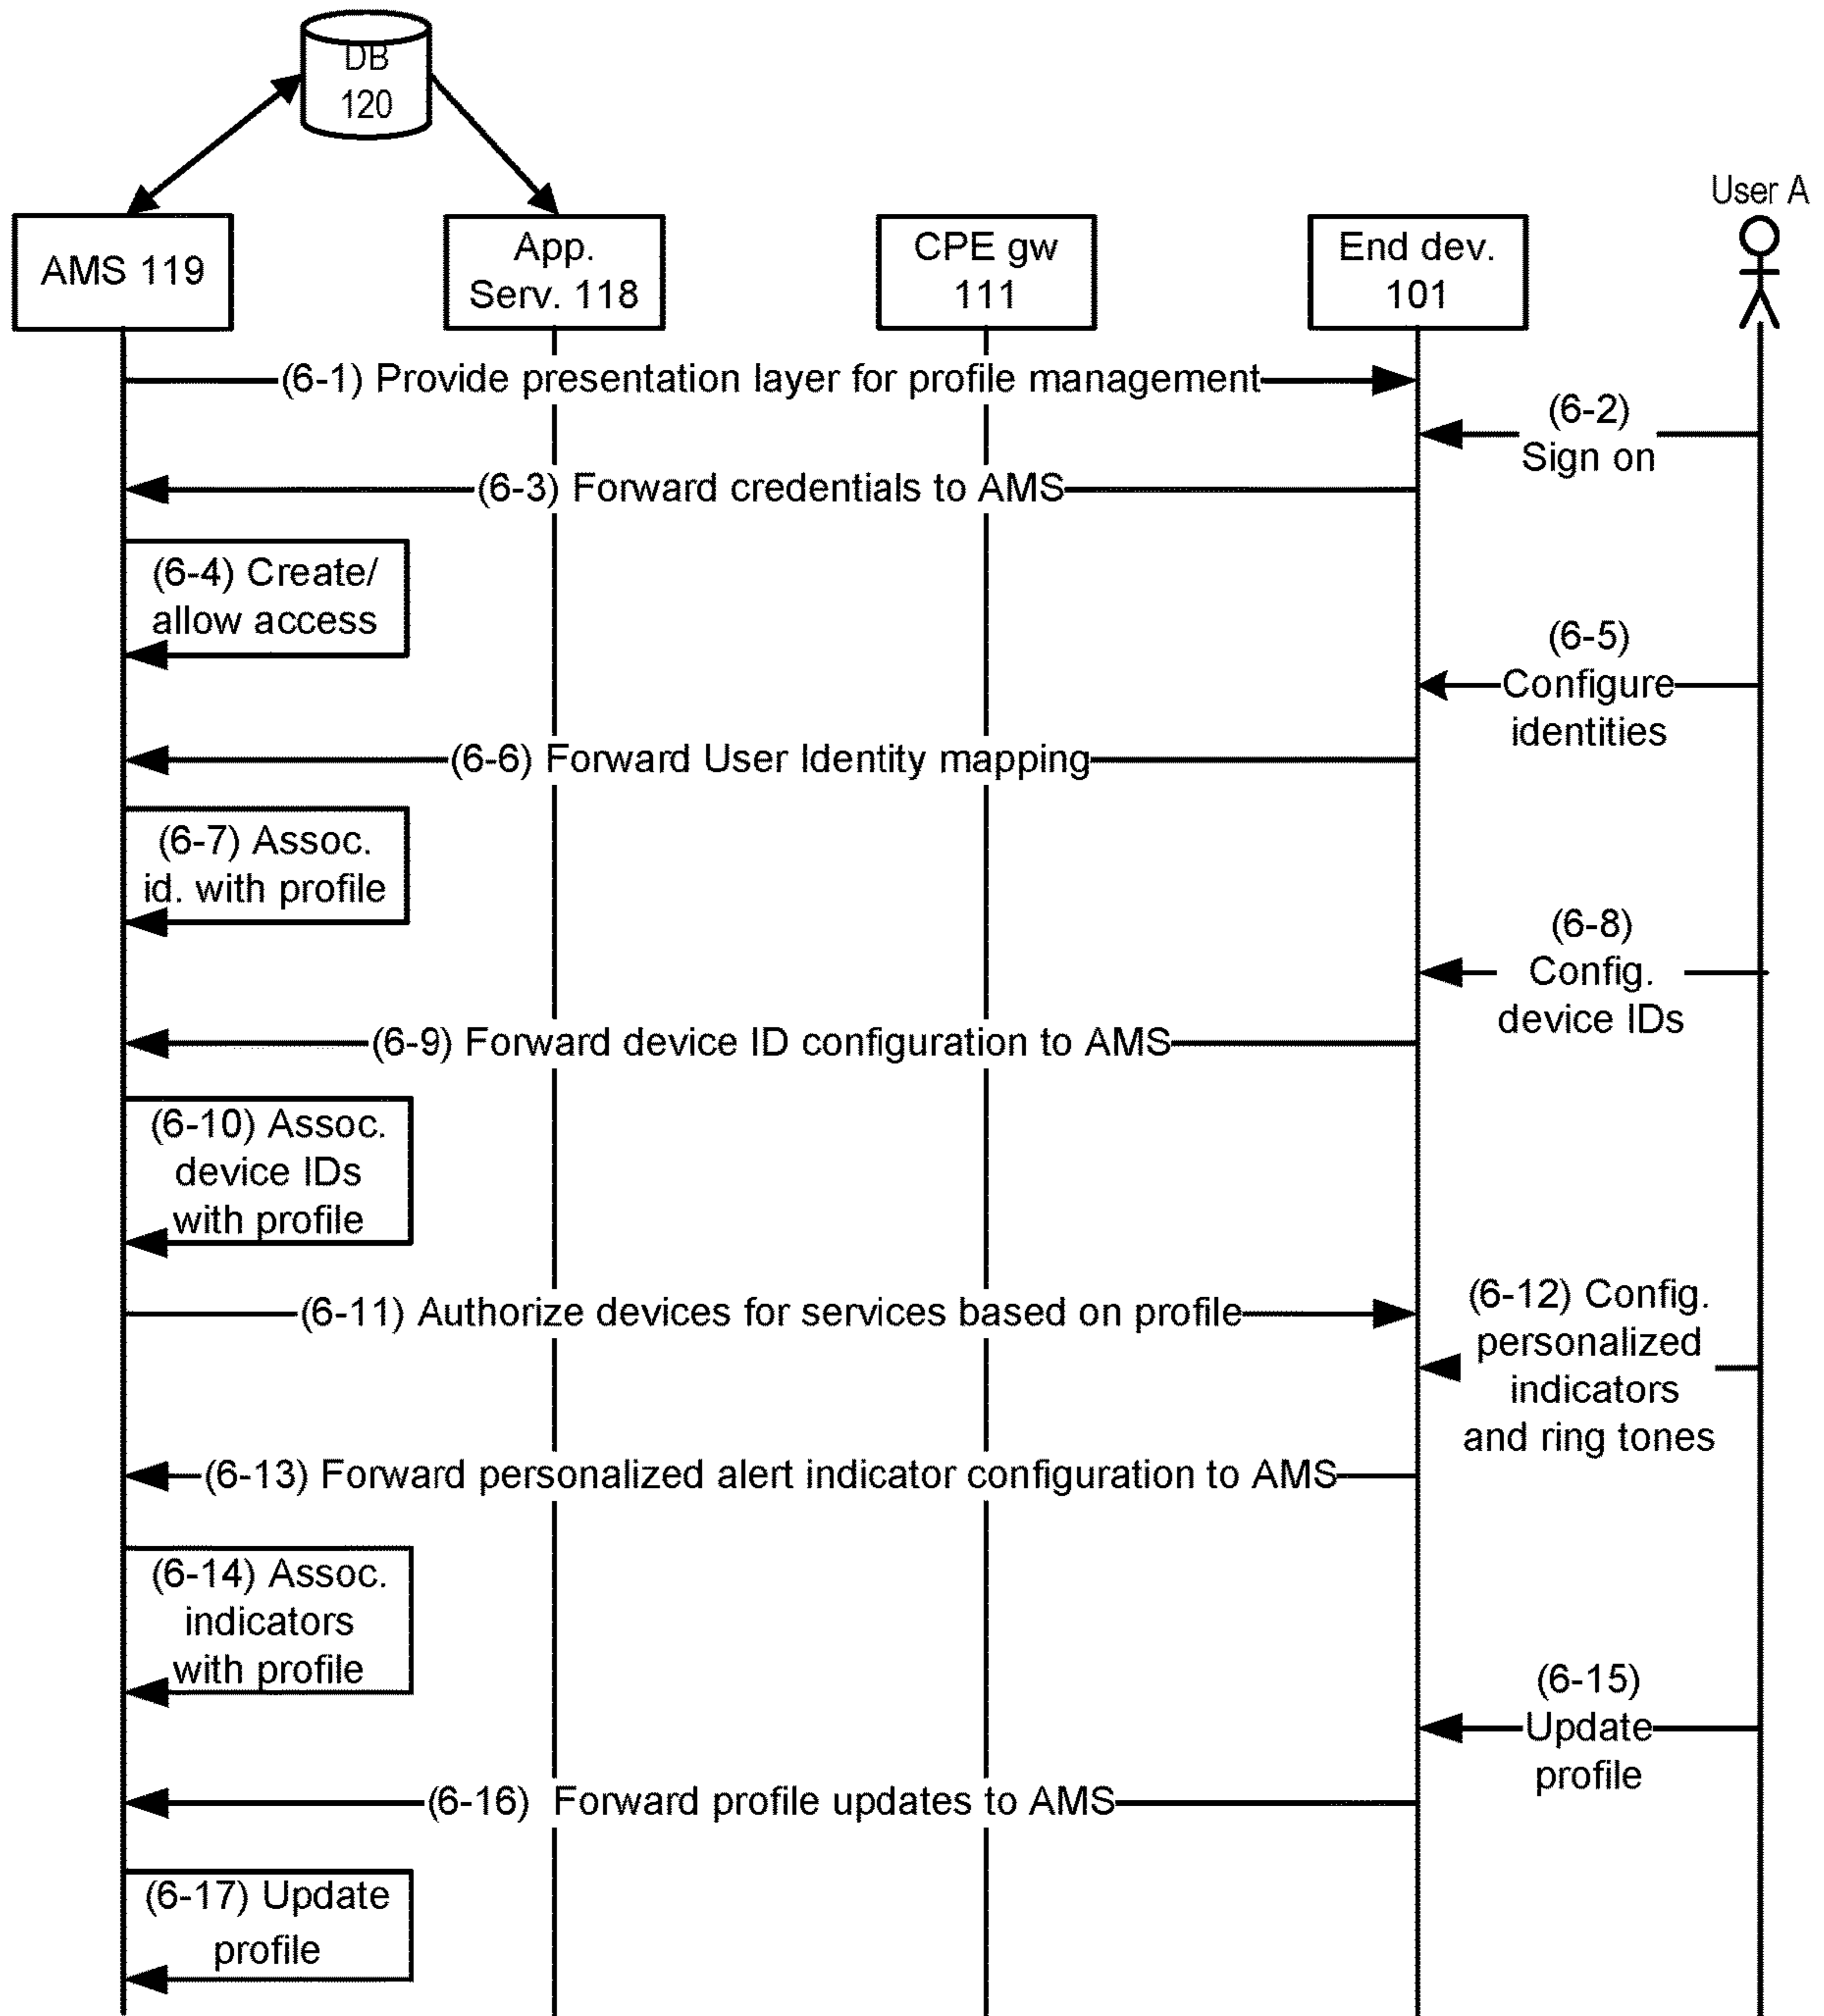 DB
120
User A
AMS 119
App.
Serv. 118
CPE gw
111
End dev.
101
(6-1) Provide presentation layer for profile management
(6-2)
Sign on
(6-3) Forward credentials to AMS
(6-4) Create/
allow access
(6-5)
Configure
identities
(6-6) Forward User Identity mapping
(6-7) Assoc.
id. with profile
(6-8)
Config.
device IDs
(6-9) Forward device ID configuration to AMS
(6-10) Assoc.
device IDs
with profile
(6-11) Authorize devices for services based on profile
(6-12) Config.
personalized
indicators
and ring tones
(6-13) Forward personalized alert indicator configuration to AMS
(6-14) Assoc.
indicators
with profile
(6-15)
Update
profile
(6-16) Forward profile updates to AMS
(6-17) Update
profile